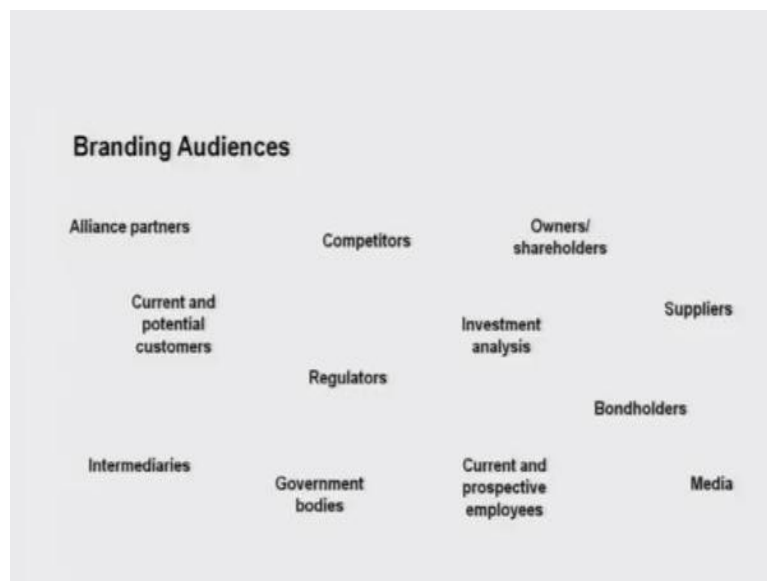 Branding Audiences
Alliance partners
Competitors
Owners/
shareholders
Current and
potential
customers
Investment
analysis
Suppliers
Regulators
Bondholders
Intermediaries
Government
bodies
Current and
prospective
employees
Media